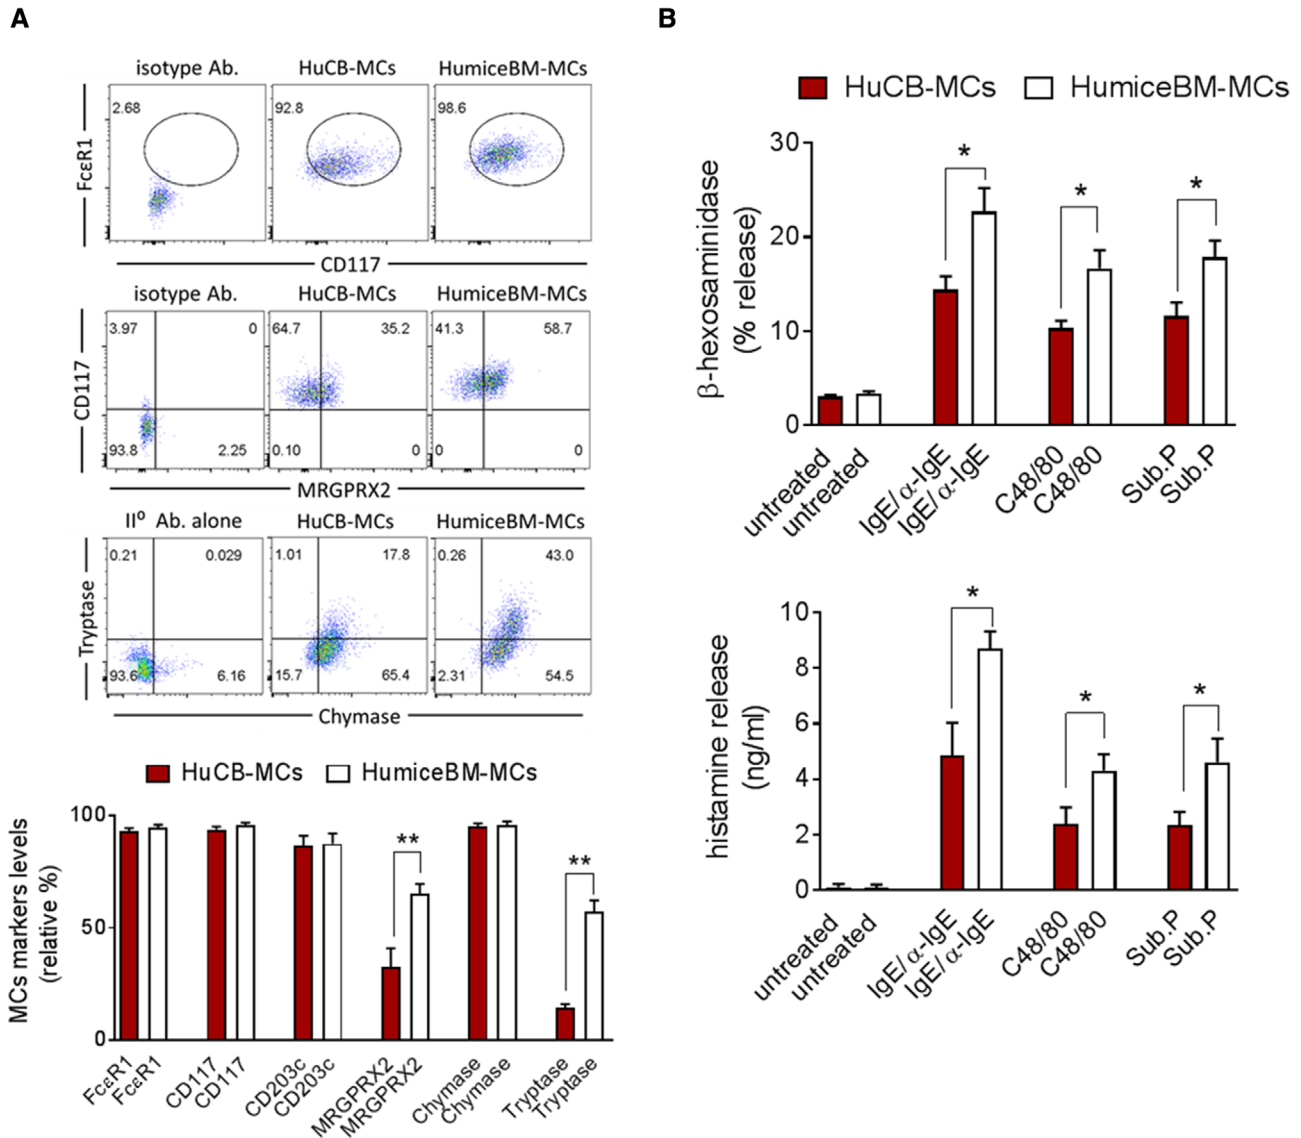 A
isotype Ab. HuCB-MCs HumiceBM-MCs
2.68 92.8 98.6
FcεR1
CD117
isotype Ab. HuCB-MCs HumiceBM-MCs
3.97 0 64.7 35.2 41.3 58.7
CD117
93.8 2.25 0.10 0 0 0
MRGPRX2
IIº Ab. alone HuCB-MCs HumiceBM-MCs
0.21 0.029 1.01 17.8 0.26 43.0
Tryptase
93.6 6.16 15.7 65.4 2.31 54.5
Chymase
HuCB-MCs HumiceBM-MCs
MCs markers levels
(relative %)
100
50
0
** **
FcεR1 FcεR1 CD117 CD117 CD203c CD203c MRGPRX2 MRGPRX2 Chymase Chymase Tryptase Tryptase
B
HuCB-MCs HumiceBM-MCs
β-hexosaminidase
(% release)
30
20
10
0
* * *
untreated untreated IgE/α-IgE IgE/α-IgE C48/80 C48/80 Sub.P Sub.P
histamine release
(ng/ml)
10
8
6
4
2
0
* * *
untreated untreated IgE/α-IgE IgE/α-IgE C48/80 C48/80 Sub.P Sub.P